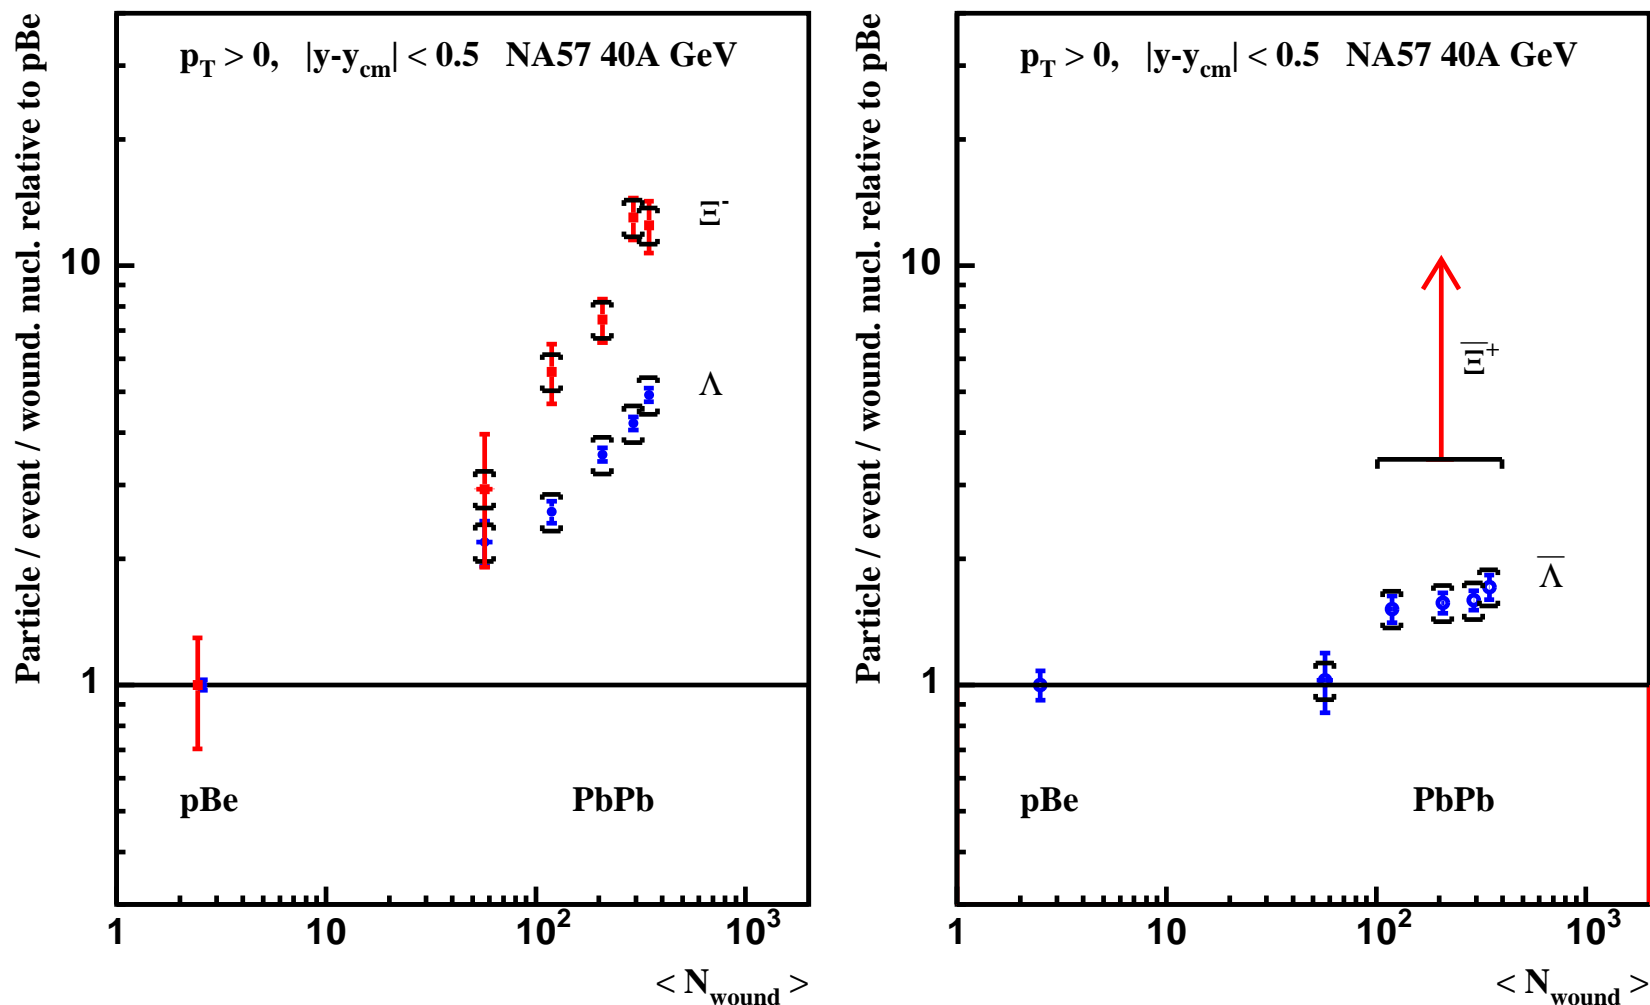 Particle / event / wound. nucl. relative to pBe
p_T > 0, |y-y_cm| < 0.5 NA57 40A GeV
Ξ⁻
10
Λ
1
pBe PbPb
1 10 10² 10³
< N_wound >
Particle / event / wound. nucl. relative to pBe
p_T > 0, |y-y_cm| < 0.5 NA57 40A GeV
10
Ξ̅⁺
Λ̅
1
pBe PbPb
1 10 10² 10³
< N_wound >